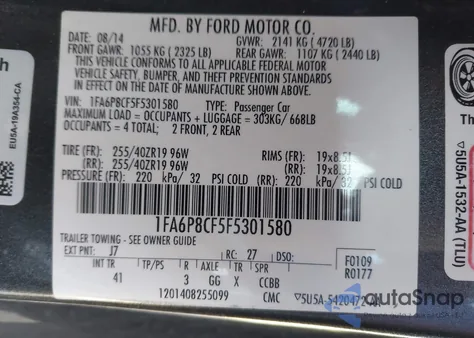 MFD. BY FORD MOTOR CO.
DATE: 08/14 GVWR: 2141 KG ( 4720 LB)
FRONT GAWR: 1055 KG ( 2325 LB) REAR GAWR: 1107 KG ( 2440 LB)
THIS VEHICLE CONFORMS TO ALL APPLICABLE FEDERAL MOTOR
VEHICLE SAFETY, BUMPER, AND THEFT PREVENTION STANDARDS
IN EFFECT ON THE DATE OF MANUFACTURE SHOWN ABOVE.
VIN: 1FA6P8CF5F5301580 TYPE: Passenger Car
MAXIMUM LOAD = OCCUPANTS + LUGGAGE = 303KG/ 668LB
OCCUPANTS = 4 TOTAL; 2 FRONT, 2 REAR
TIRE (FR): 255/40ZR19 96W RIMS (FR): 19x8.5J
(RR): 255/40ZR19 96W (RR): 19x8.5J
PRESSURE (FR): 220 kPa/ 32 PSI COLD (RR): 220 kPa/ 32 PSI COLD
1FA6P8CF5F5301580
TRAILER TOWING - SEE OWNER GUIDE
EXT PNT: J7 RC: 27 DSO: F0109
INT TR TP/PS R AXLE TR SPR R0177
41 3 GG X CCBB
1201408255099 CMC ▽5U5A-5420472-AA
EU5A-19A354-CA
▽5U5A-1532-AA (TLU)
Th
autoSnap